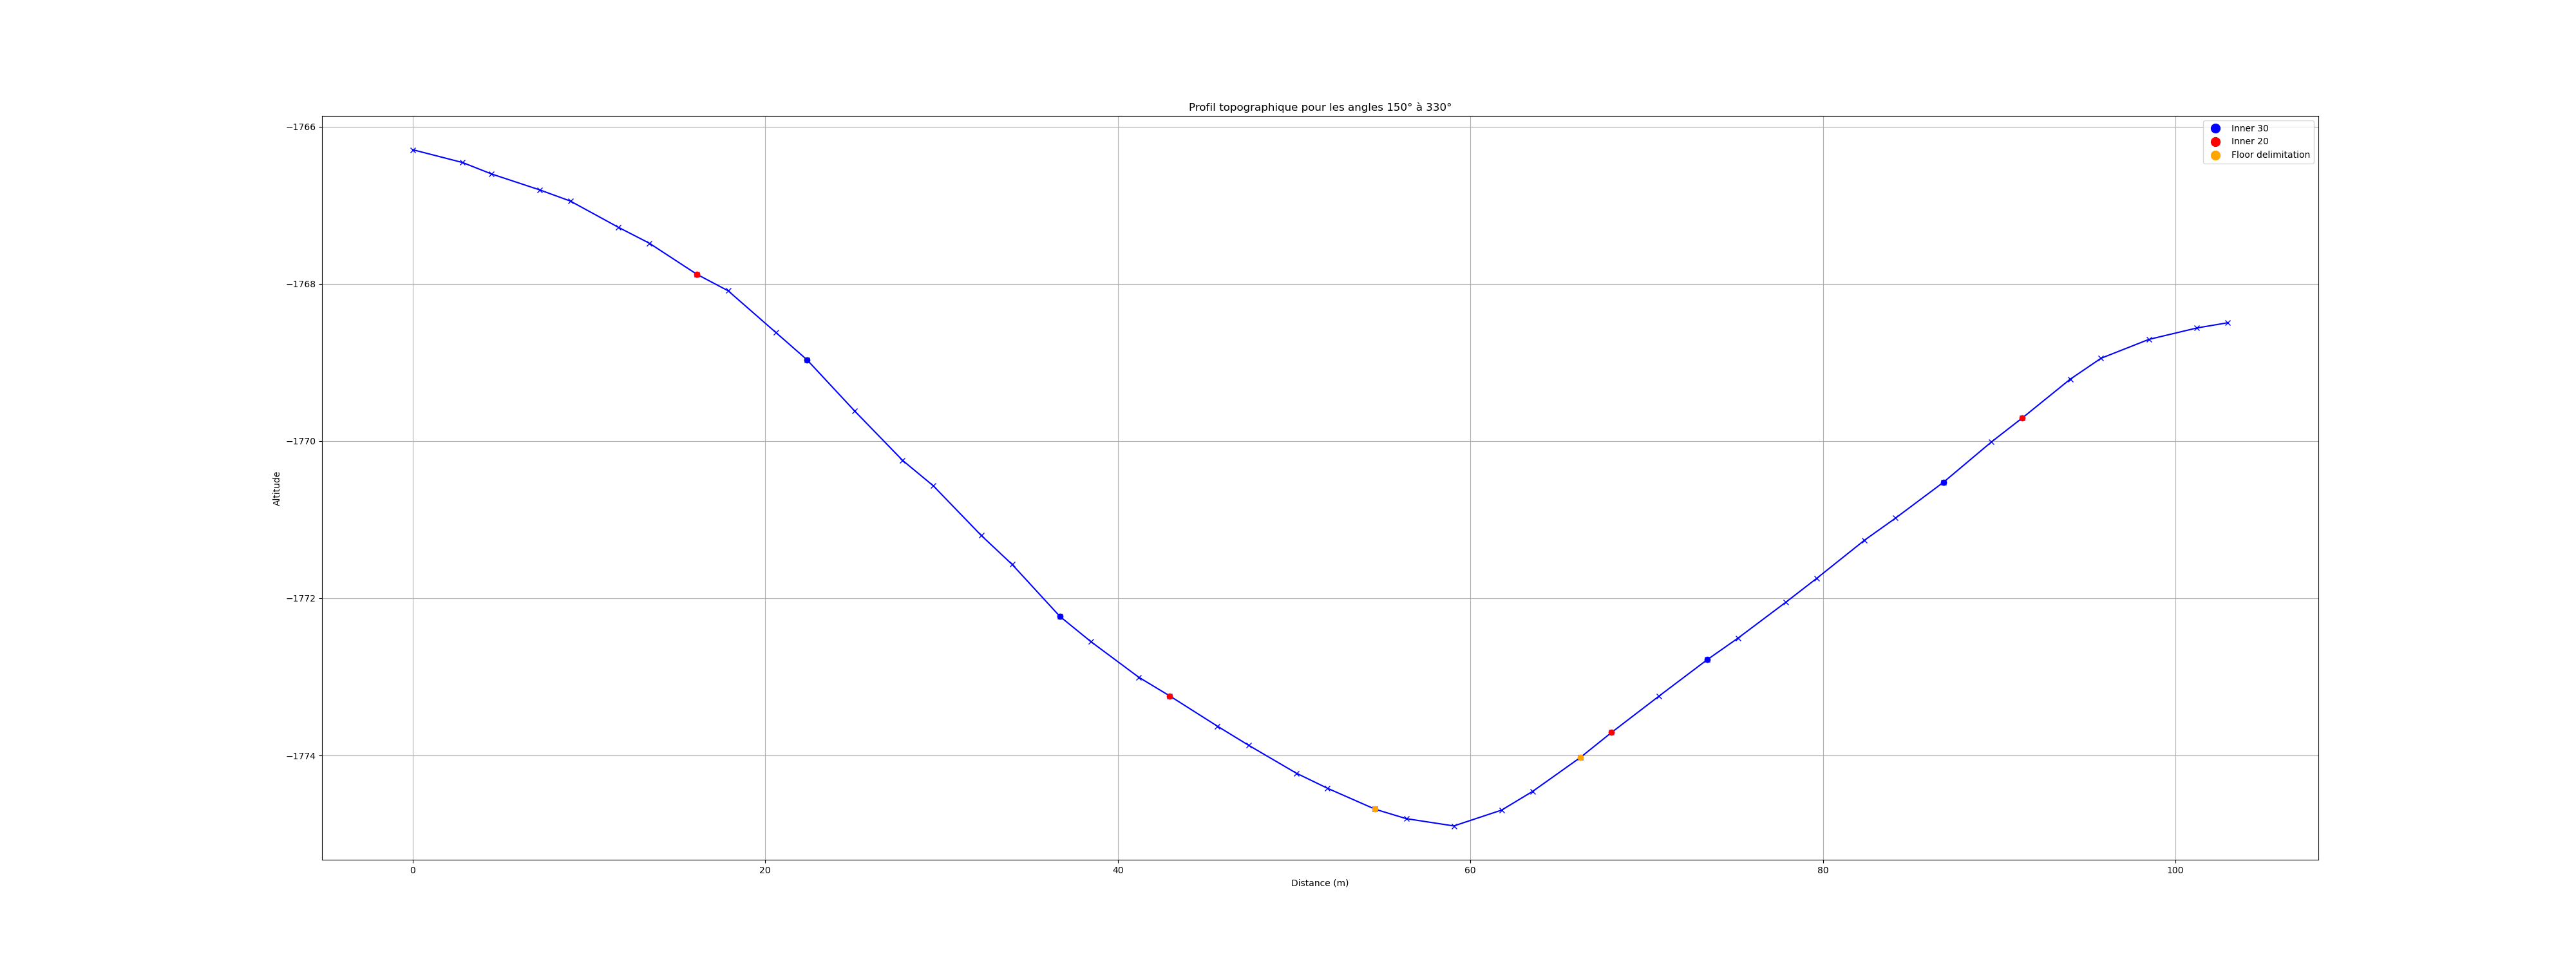 Profil topographique pour les angles 150° à 330°
Inner 30
Inner 20
Floor delimitation
Altitude
−1766
−1768
−1770
−1772
−1774
0 20 40 60 80 100
Distance (m)